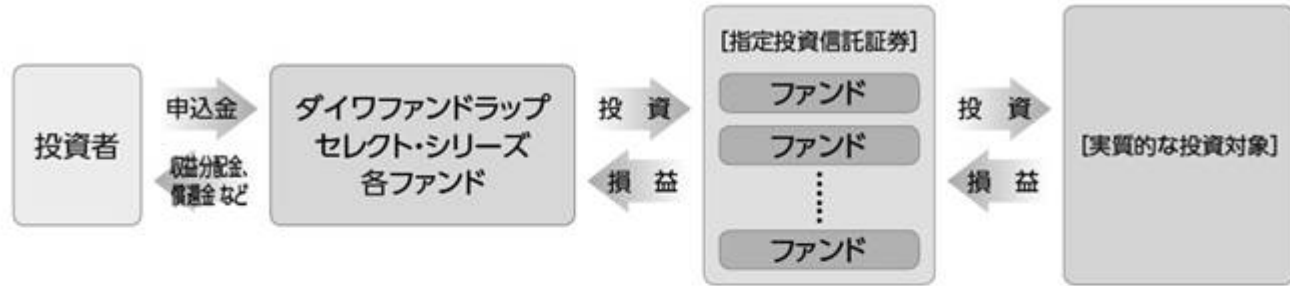 投資者
申込金
収益分配金、
償還金 など
ダイワファンドラップ
セレクト・シリーズ
各ファンド
投 資
損 益
[指定投資信託証券]
ファンド
ファンド
ファンド
投 資
損 益
[実質的な投資対象]